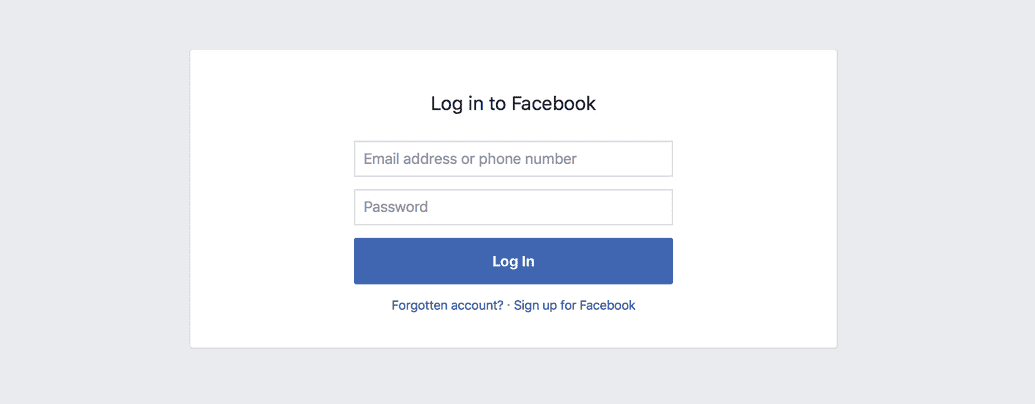 Log in to Facebook
Email address or phone number
Password
Log In
Forgotten account? · Sign up for Facebook